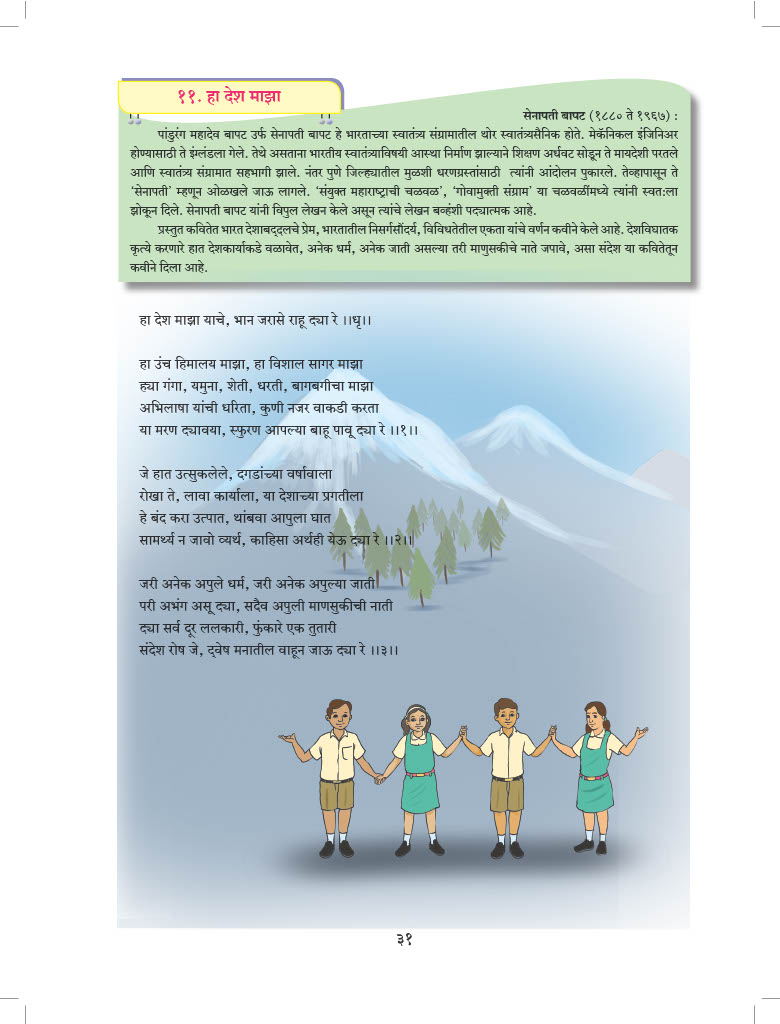 ११. हा देश माझा
सेनापती बापट (१८८० ते १९६७) :
पांडुरंग महादेव बापट उर्फ सेनापती बापट हे भारताच्या स्वातंत्र्य संग्रामातील थोर स्वातंत्र्यसैनिक होते. मेकॅनिकल इंजिनिअर
होण्यासाठी ते इंग्लंडला गेले. तेथे असताना भारतीय स्वातंत्र्याविषयी आस्था निर्माण झाल्याने शिक्षण अर्धवट सोडून ते मायदेशी परतले
आणि स्वातंत्र्य संग्रामात सहभागी झाले. नंतर पुणे जिल्ह्यातील मुळशी धरणग्रस्तांसाठी त्यांनी आंदोलन पुकारले. तेव्हापासून ते
‘सेनापती’ म्हणून ओळखले जाऊ लागले. ‘संयुक्त महाराष्ट्राची चळवळ’, ‘गोवामुक्ती संग्राम’ या चळवळींमध्ये त्यांनी स्वत:ला
झोकून दिले. सेनापती बापट यांनी विपुल लेखन केले असून त्यांचे लेखन बव्हंशी पद्यात्मक आहे.
प्रस्तुत कवितेत भारत देशाबद्दलचे प्रेम, भारतातील निसर्गसौंदर्य, विविधतेतील एकता यांचे वर्णन कवीने केले आहे. देशविघातक
कृत्ये करणारे हात देशकार्याकडे वळावेत, अनेक धर्म, अनेक जाती असल्या तरी माणुसकीचे नाते जपावे, असा संदेश या कवितेतून
कवीने दिला आहे.
हा देश माझा याचे, भान जरासे राहू द्या रे ।।धृ।।
हा उंच हिमालय माझा, हा विशाल सागर माझा
ह्या गंगा, यमुना, शेती, धरती, बागबगीचा माझा
अभिलाषा यांची धरिता, कुणी नजर वाकडी करता
या मरण द्यावया, स्फुरण आपल्या बाहू पावू द्या रे ।।१।।
जे हात उत्सुकलेले, दगडांच्या वर्षावाला
रोखा ते, लावा कार्याला, या देशाच्या प्रगतीला
हे बंद करा उत्पात, थांबवा आपुला घात
सामर्थ्य न जावो व्यर्थ, काहिसा अर्थही येऊ द्या रे ।।२।।
जरी अनेक अपुले धर्म, जरी अनेक अपुल्या जाती
परी अभंग असू द्या, सदैव अपुली माणसुकीची नाती
द्या सर्व दूर ललकारी, फुंकारे एक तुतारी
संदेश रोष जे, द्वेष मनातील वाहून जाऊ द्या रे ।।३।।
३१